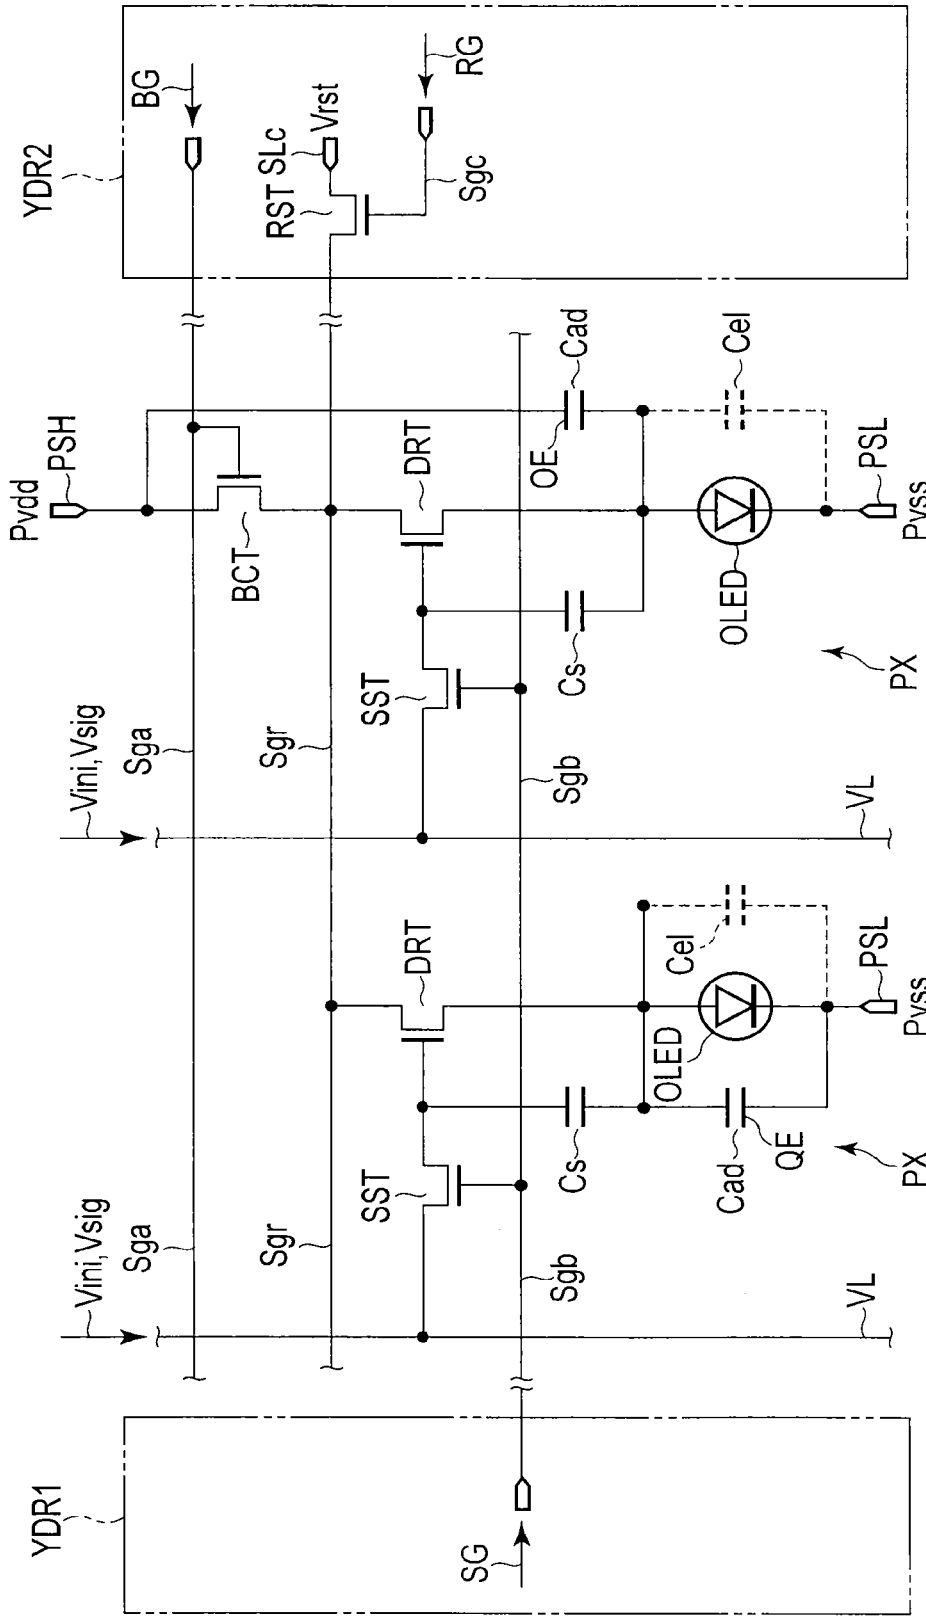 Pvdd
YDR1
PSH
YDR2
Vini,Vsig
Vini,Vsig
BG
Sga
Sga
BCT
Sgr
Sgr
RST
SLc
Vrst
SST
DRT
SST
DRT
SG
Sgc
RG
Sgb
Cs
Sgb
Cs
OE
Cad
Cad
QE
OLED
Cel
OLED
Cel
VL
PSL
VL
PSL
PX
Pvss
PX
Pvss